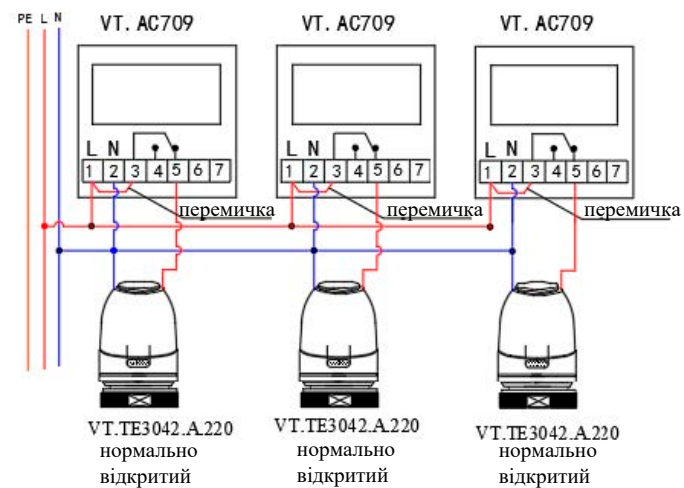 PE L N
VT. AC709 VT. AC709 VT. AC709
L N L N L N
1 2 3 4 5 6 7 1 2 3 4 5 6 7 1 2 3 4 5 6 7
перемичка перемичка перемичка
VT.TE3042.A.220 VT.TE3042.A.220 VT.TE3042.A.220
нормально нормально нормально
відкритий відкритий відкритий